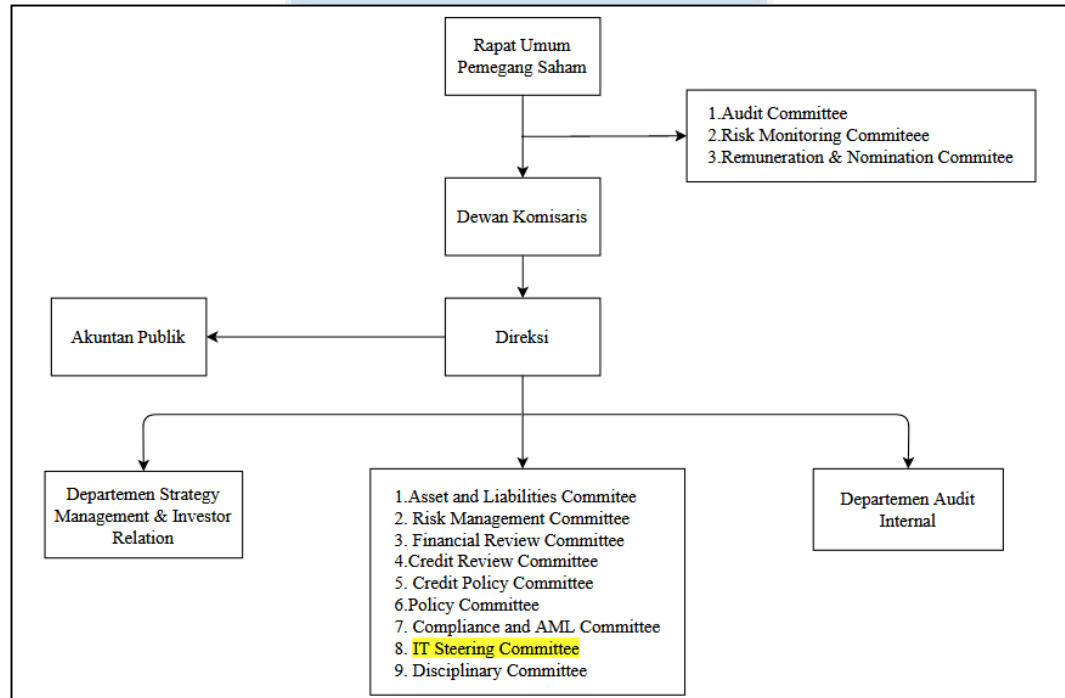 Rapat Umum
Pemegang Saham
1.Audit Committee
2.Risk Monitoring Commiteee
3.Remuneration & Nomination Commitee
Dewan Komisaris
Akuntan Publik
Direksi
Departemen Strategy
Management & Investor
Relation
1.Asset and Liabilities Commitee
2. Risk Management Committee
3. Financial Review Committee
4.Credit Review Committee
5. Credit Policy Committee
6.Policy Committee
7. Compliance and AML Committee
8. IT Steering Committee
9. Disciplinary Committee
Departemen Audit
Internal